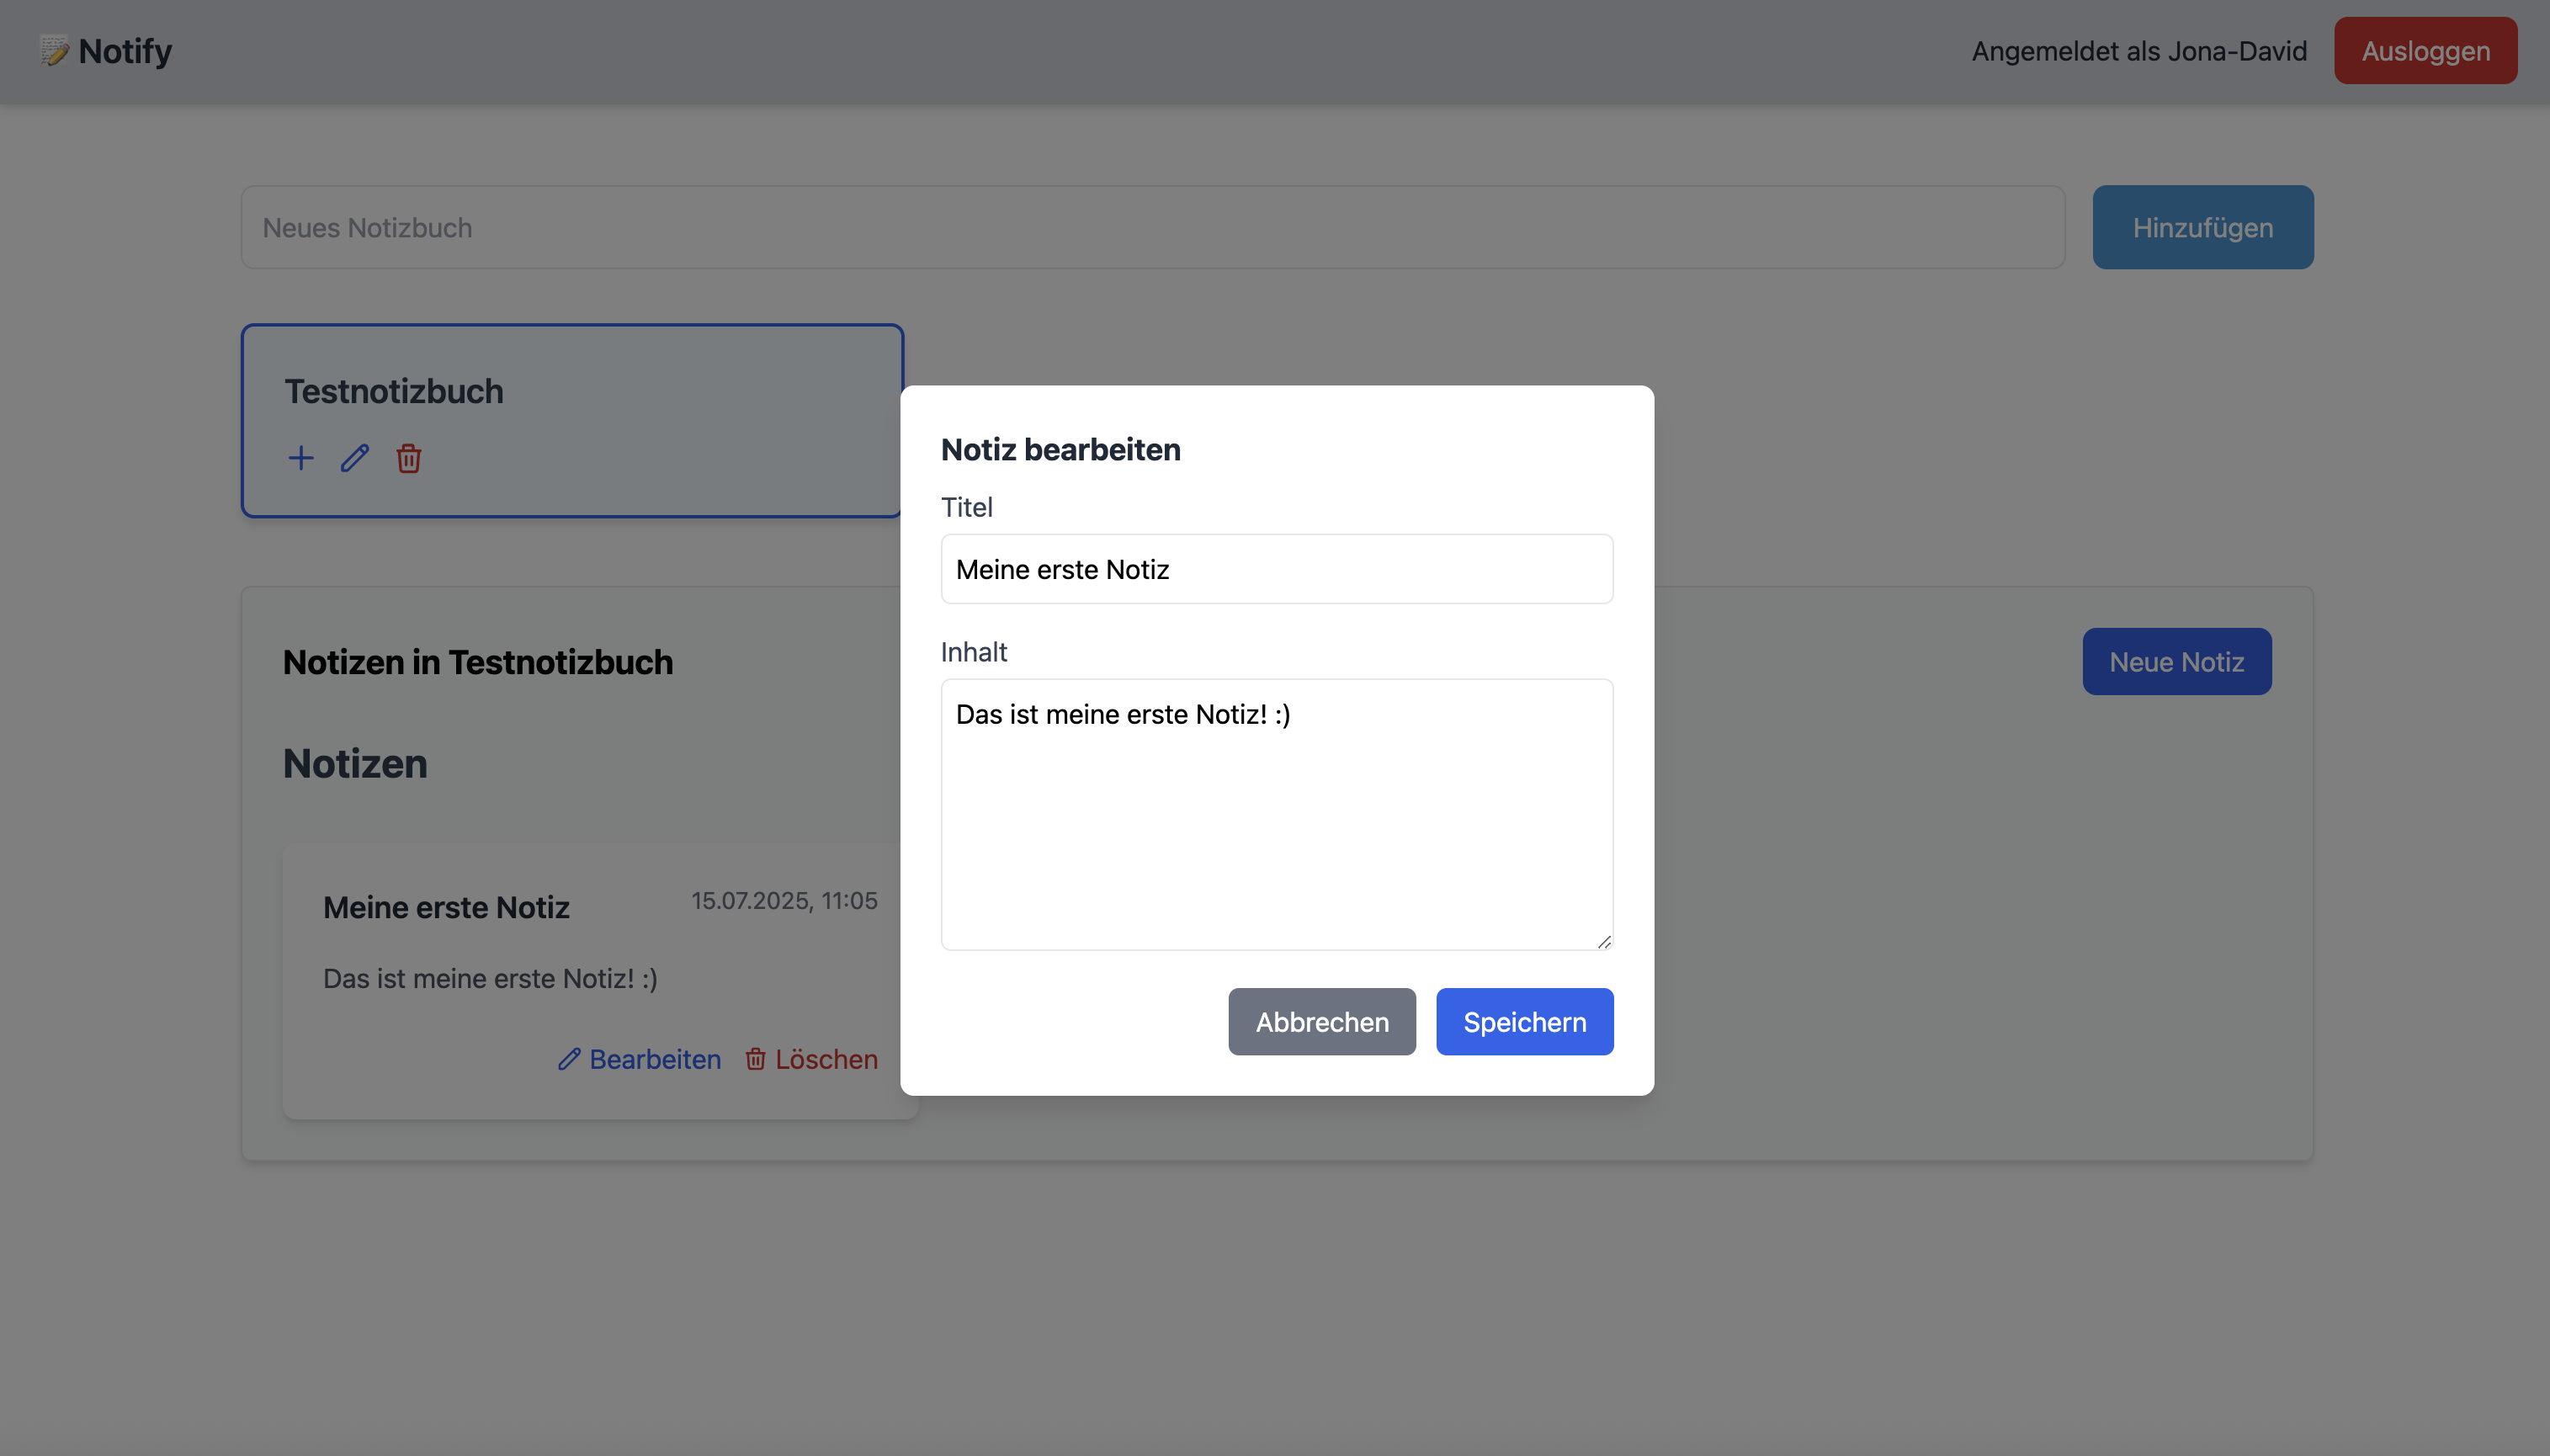 Notify
Angemeldet als Jona-David
Ausloggen
Neues Notizbuch
Hinzufügen
Testnotizbuch
Notiz bearbeiten
Titel
Meine erste Notiz
Inhalt
Das ist meine erste Notiz! :)
Abbrechen
Speichern
Notizen in Testnotizbuch
Neue Notiz
Notizen
Meine erste Notiz
15.07.2025, 11:05
Das ist meine erste Notiz! :)
Bearbeiten
Löschen